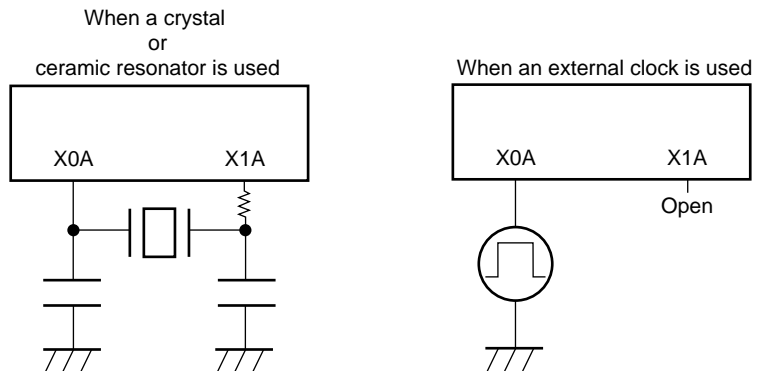 When a crystal
or
ceramic resonator is used
X0A
X1A
When an external clock is used
X0A
X1A
Open